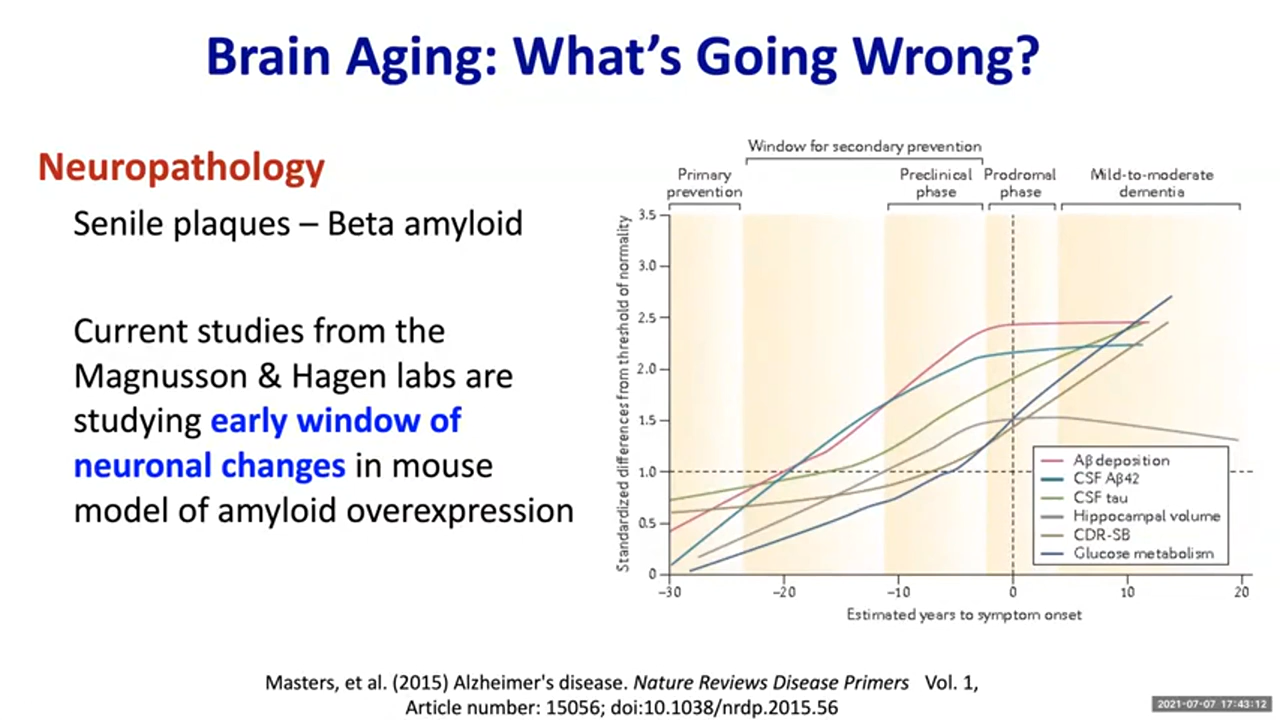 Brain Aging: What's Going Wrong?
Neuropathology
Senile plaques – Beta amyloid
Current studies from the
Magnusson & Hagen labs are
studying early window of
neuronal changes in mouse
model of amyloid overexpression
Window for secondary prevention
Primary
prevention
Preclinical
phase
Prodromal
phase
Mild-to-moderate
dementia
Standardized differences from threshold of normality
3.5
3.0
2.5
2.0
1.5
1.0
0.5
0
−30
−20
−10
0
10
20
Estimated years to symptom onset
Aβ deposition
CSF Aβ42
CSF tau
Hippocampal volume
CDR-SB
Glucose metabolism
Masters, et al. (2015) Alzheimer's disease. Nature Reviews Disease Primers Vol. 1,
Article number: 15056; doi:10.1038/nrdp.2015.56
2021-07-07 17:43:12